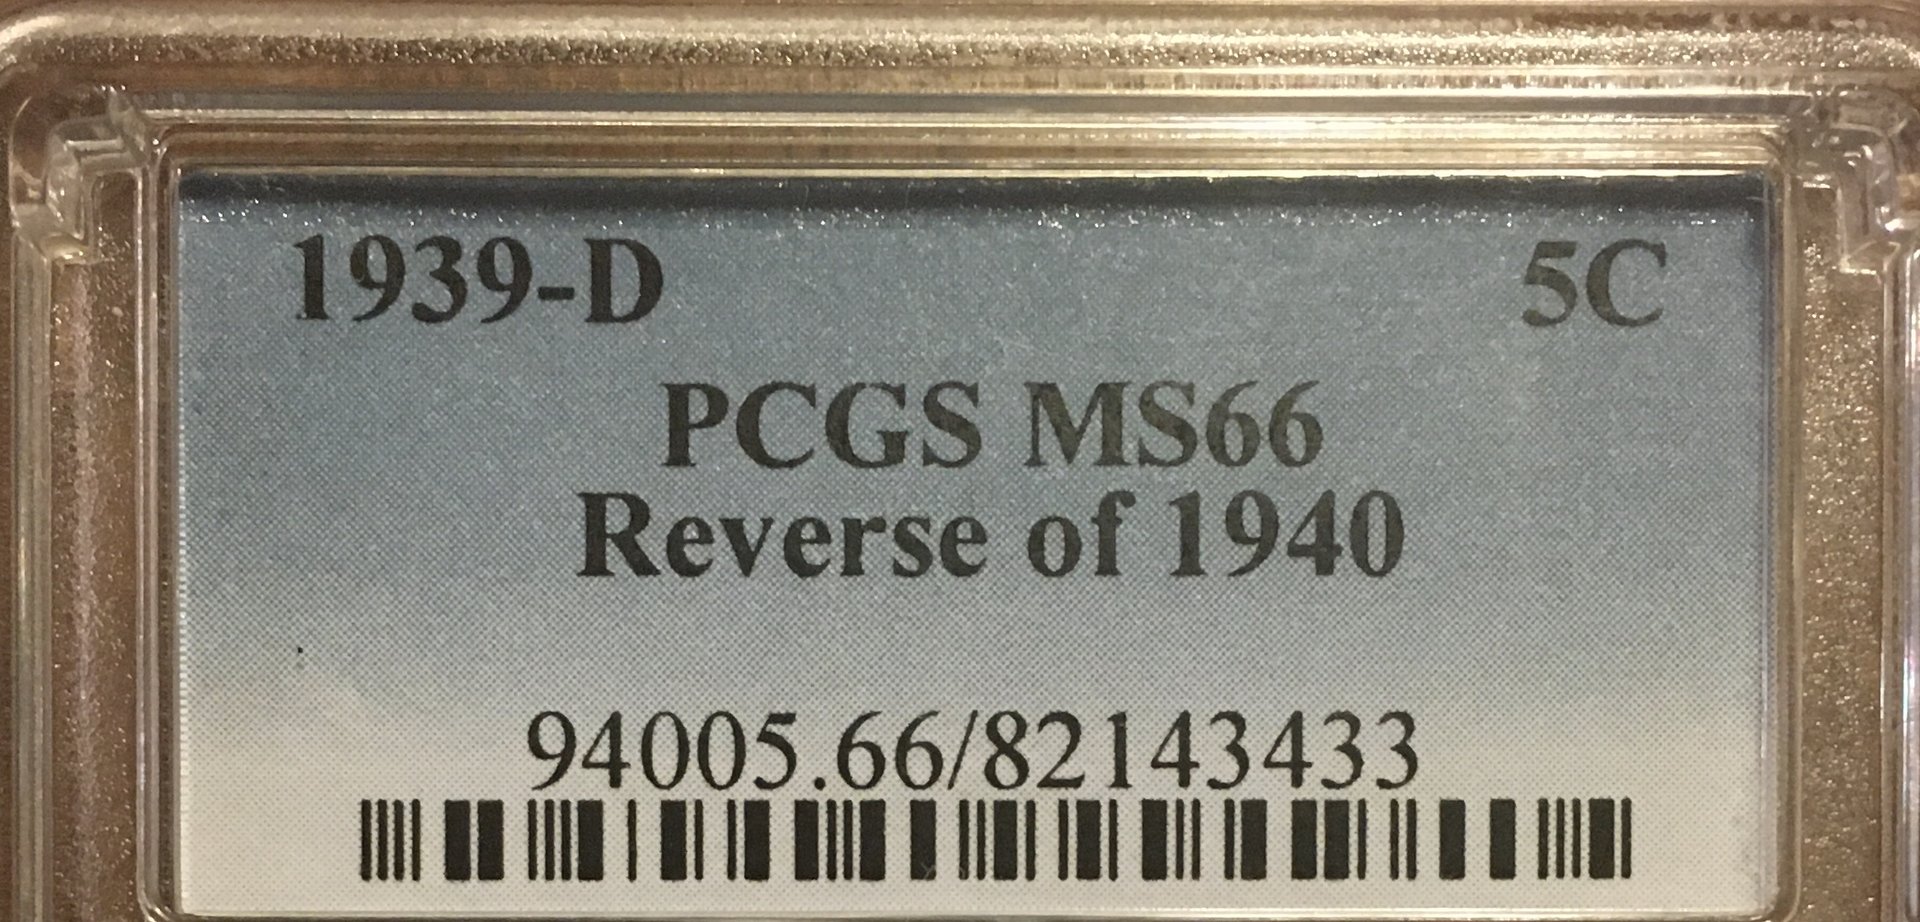 1939-D 5C
PCGS MS66
Reverse of 1940
94005.66/82143433